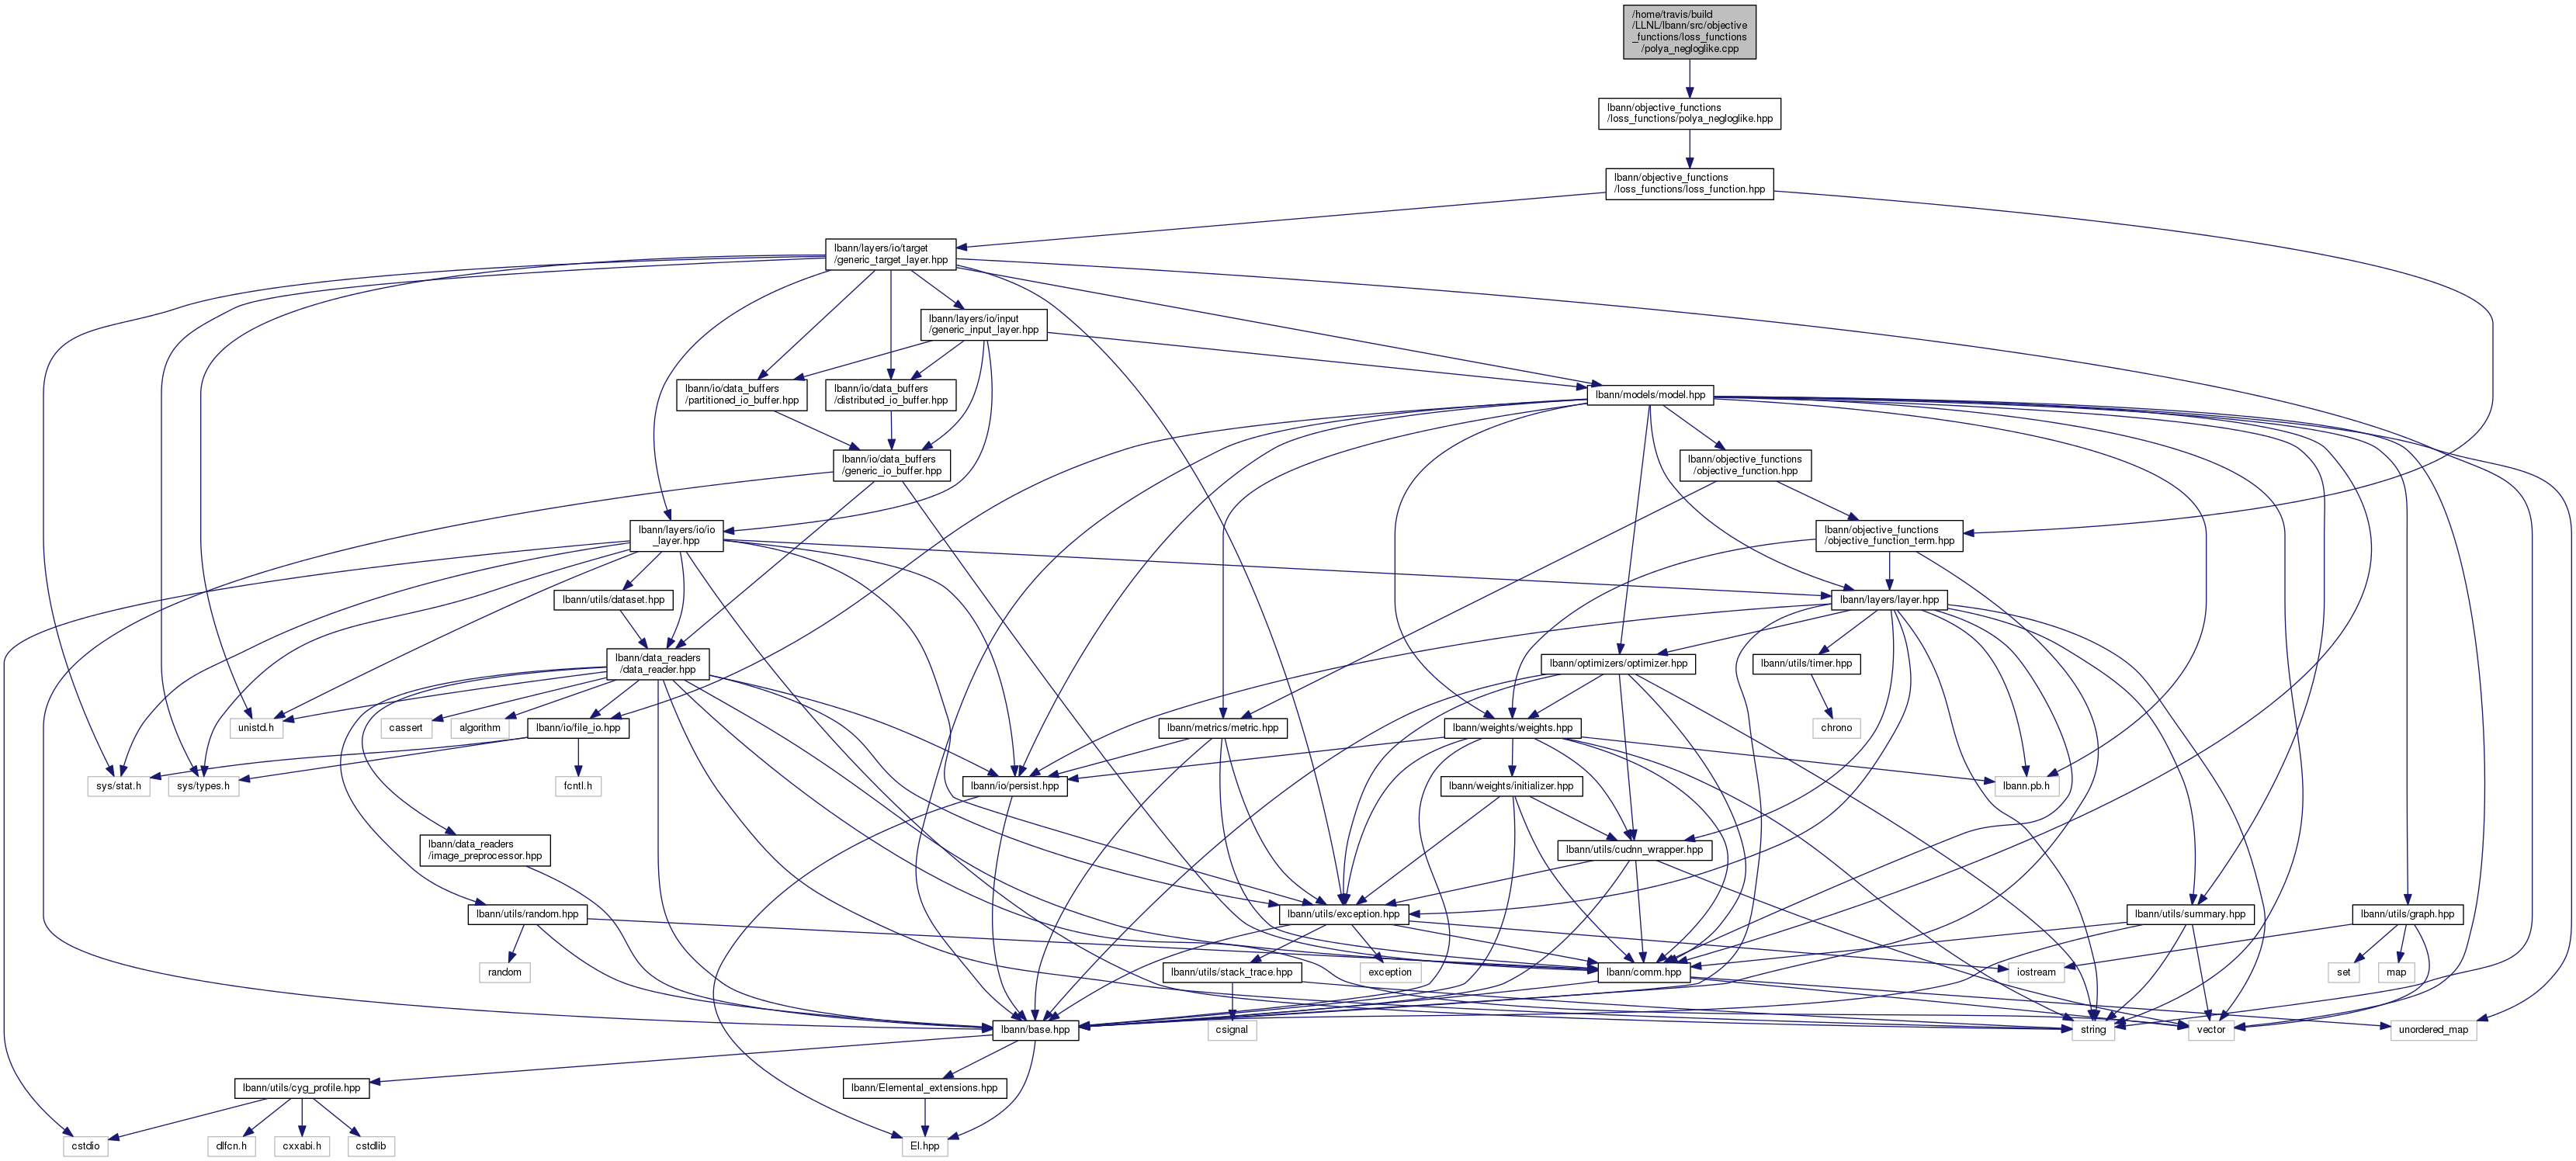 /home/travis/build
/LLNL/lbann/src/objective
_functions/loss_functions
/polya_negloglike.cpp
lbann/objective_functions
/loss_functions/polya_negloglike.hpp
lbann/objective_functions
/loss_functions/loss_function.hpp
lbann/layers/io/target
/generic_target_layer.hpp
lbann/layers/io/input
/generic_input_layer.hpp
lbann/io/data_buffers
/partitioned_io_buffer.hpp
lbann/io/data_buffers
/distributed_io_buffer.hpp
lbann/models/model.hpp
lbann/io/data_buffers
/generic_io_buffer.hpp
lbann/objective_functions
/objective_function.hpp
lbann/layers/io/io
_layer.hpp
lbann/objective_functions
/objective_function_term.hpp
lbann/utils/dataset.hpp
lbann/layers/layer.hpp
lbann/data_readers
/data_reader.hpp
lbann/optimizers/optimizer.hpp
lbann/utils/timer.hpp
unistd.h
cassert
algorithm
lbann/io/file_io.hpp
lbann/metrics/metric.hpp
lbann/weights/weights.hpp
chrono
sys/stat.h
sys/types.h
fcntl.h
lbann/io/persist.hpp
lbann/weights/initializer.hpp
lbann.pb.h
lbann/data_readers
/image_preprocessor.hpp
lbann/utils/cudnn_wrapper.hpp
lbann/utils/random.hpp
lbann/utils/exception.hpp
lbann/utils/summary.hpp
lbann/utils/graph.hpp
random
lbann/utils/stack_trace.hpp
exception
lbann/comm.hpp
iostream
set
map
lbann/base.hpp
csignal
string
vector
unordered_map
lbann/utils/cyg_profile.hpp
lbann/Elemental_extensions.hpp
cstdio
dlfcn.h
cxxabi.h
cstdlib
El.hpp